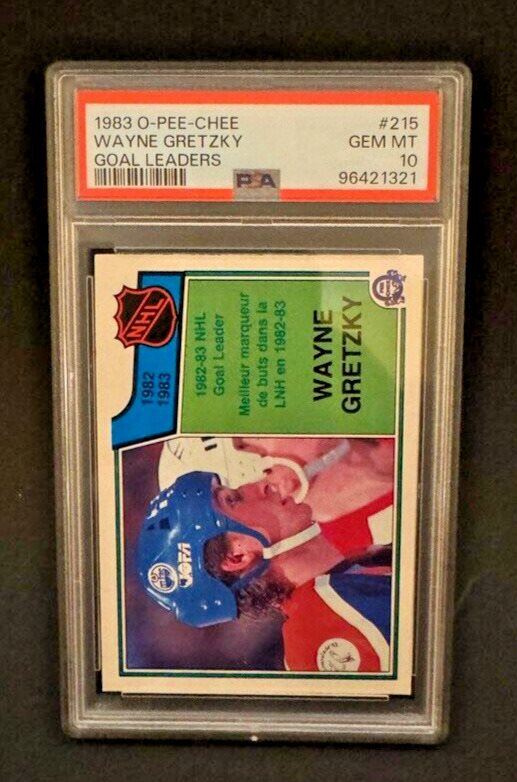 1983 O-PEE-CHEE #215
WAYNE GRETZKY GEM MT
GOAL LEADERS 10
PSA 96421321
NHL
1982
1983
1982-83 NHL
Goal Leader
Meilleur marqueur
de buts dans la
LNH en 1982-83
WAYNE
GRETZKY
JOFA